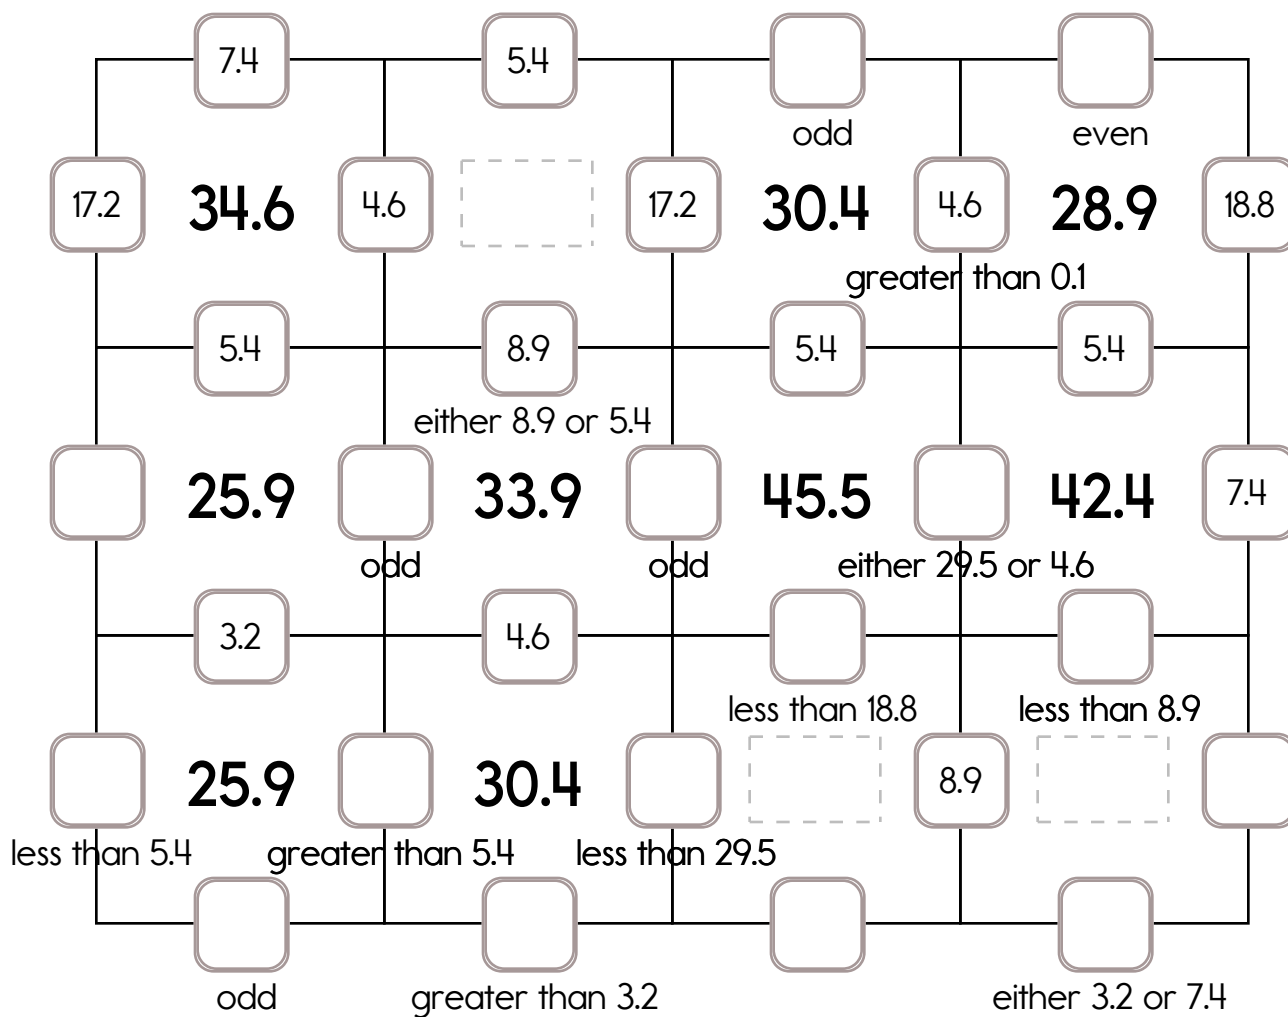 7.4 5.4
odd even
17.2 34.6 4.6 17.2 30.4 4.6 28.9 18.8
greater than 0.1
5.4 8.9 5.4 5.4
either 8.9 or 5.4
25.9 33.9 45.5 42.4 7.4
odd odd either 29.5 or 4.6
3.2 4.6
less than 18.8 less than 8.9
25.9 30.4 8.9
less than 5.4 greater than 5.4 less than 29.5
odd greater than 3.2 either 3.2 or 7.4